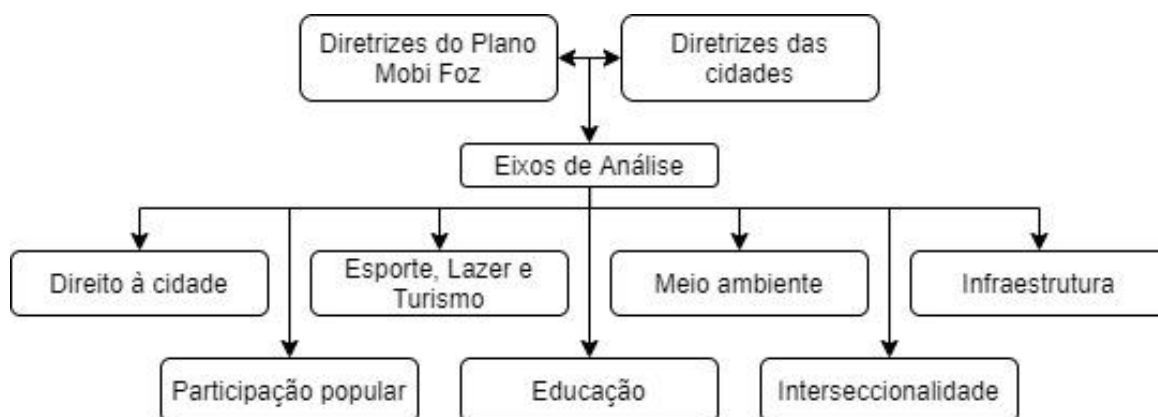 Diretrizes do Plano
Mobi Foz
Diretrizes das
cidades
Eixos de Análise
Direito à cidade
Esporte, Lazer e
Turismo
Meio ambiente
Infraestrutura
Participação popular
Educação
Interseccionalidade